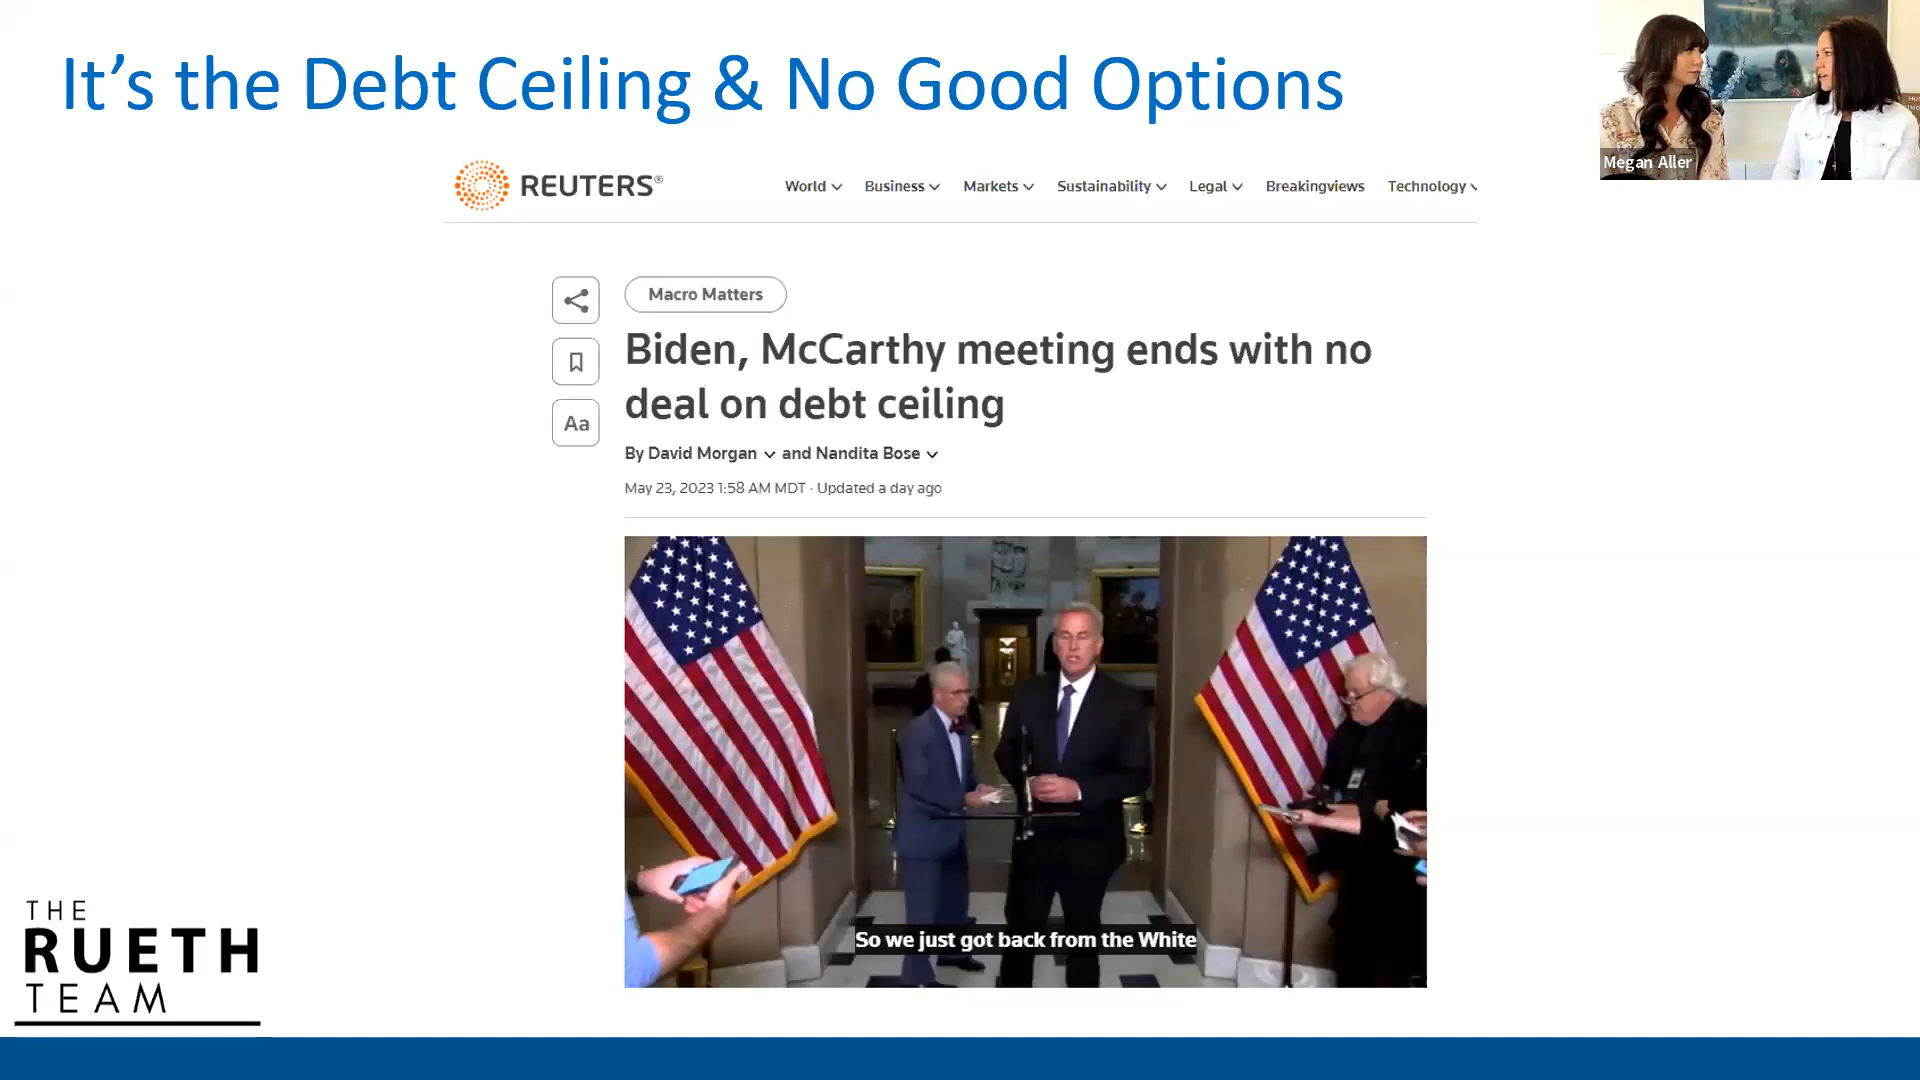 It’s the Debt Ceiling & No Good Options
Megan Aller
REUTERS®
World Business Markets Sustainability Legal Breakingviews Technology
Macro Matters
Biden, McCarthy meeting ends with no
deal on debt ceiling
Aa
By David Morgan and Nandita Bose
May 23, 2023 1:58 AM MDT · Updated a day ago
So we just got back from the White
THE
RUETH
TEAM